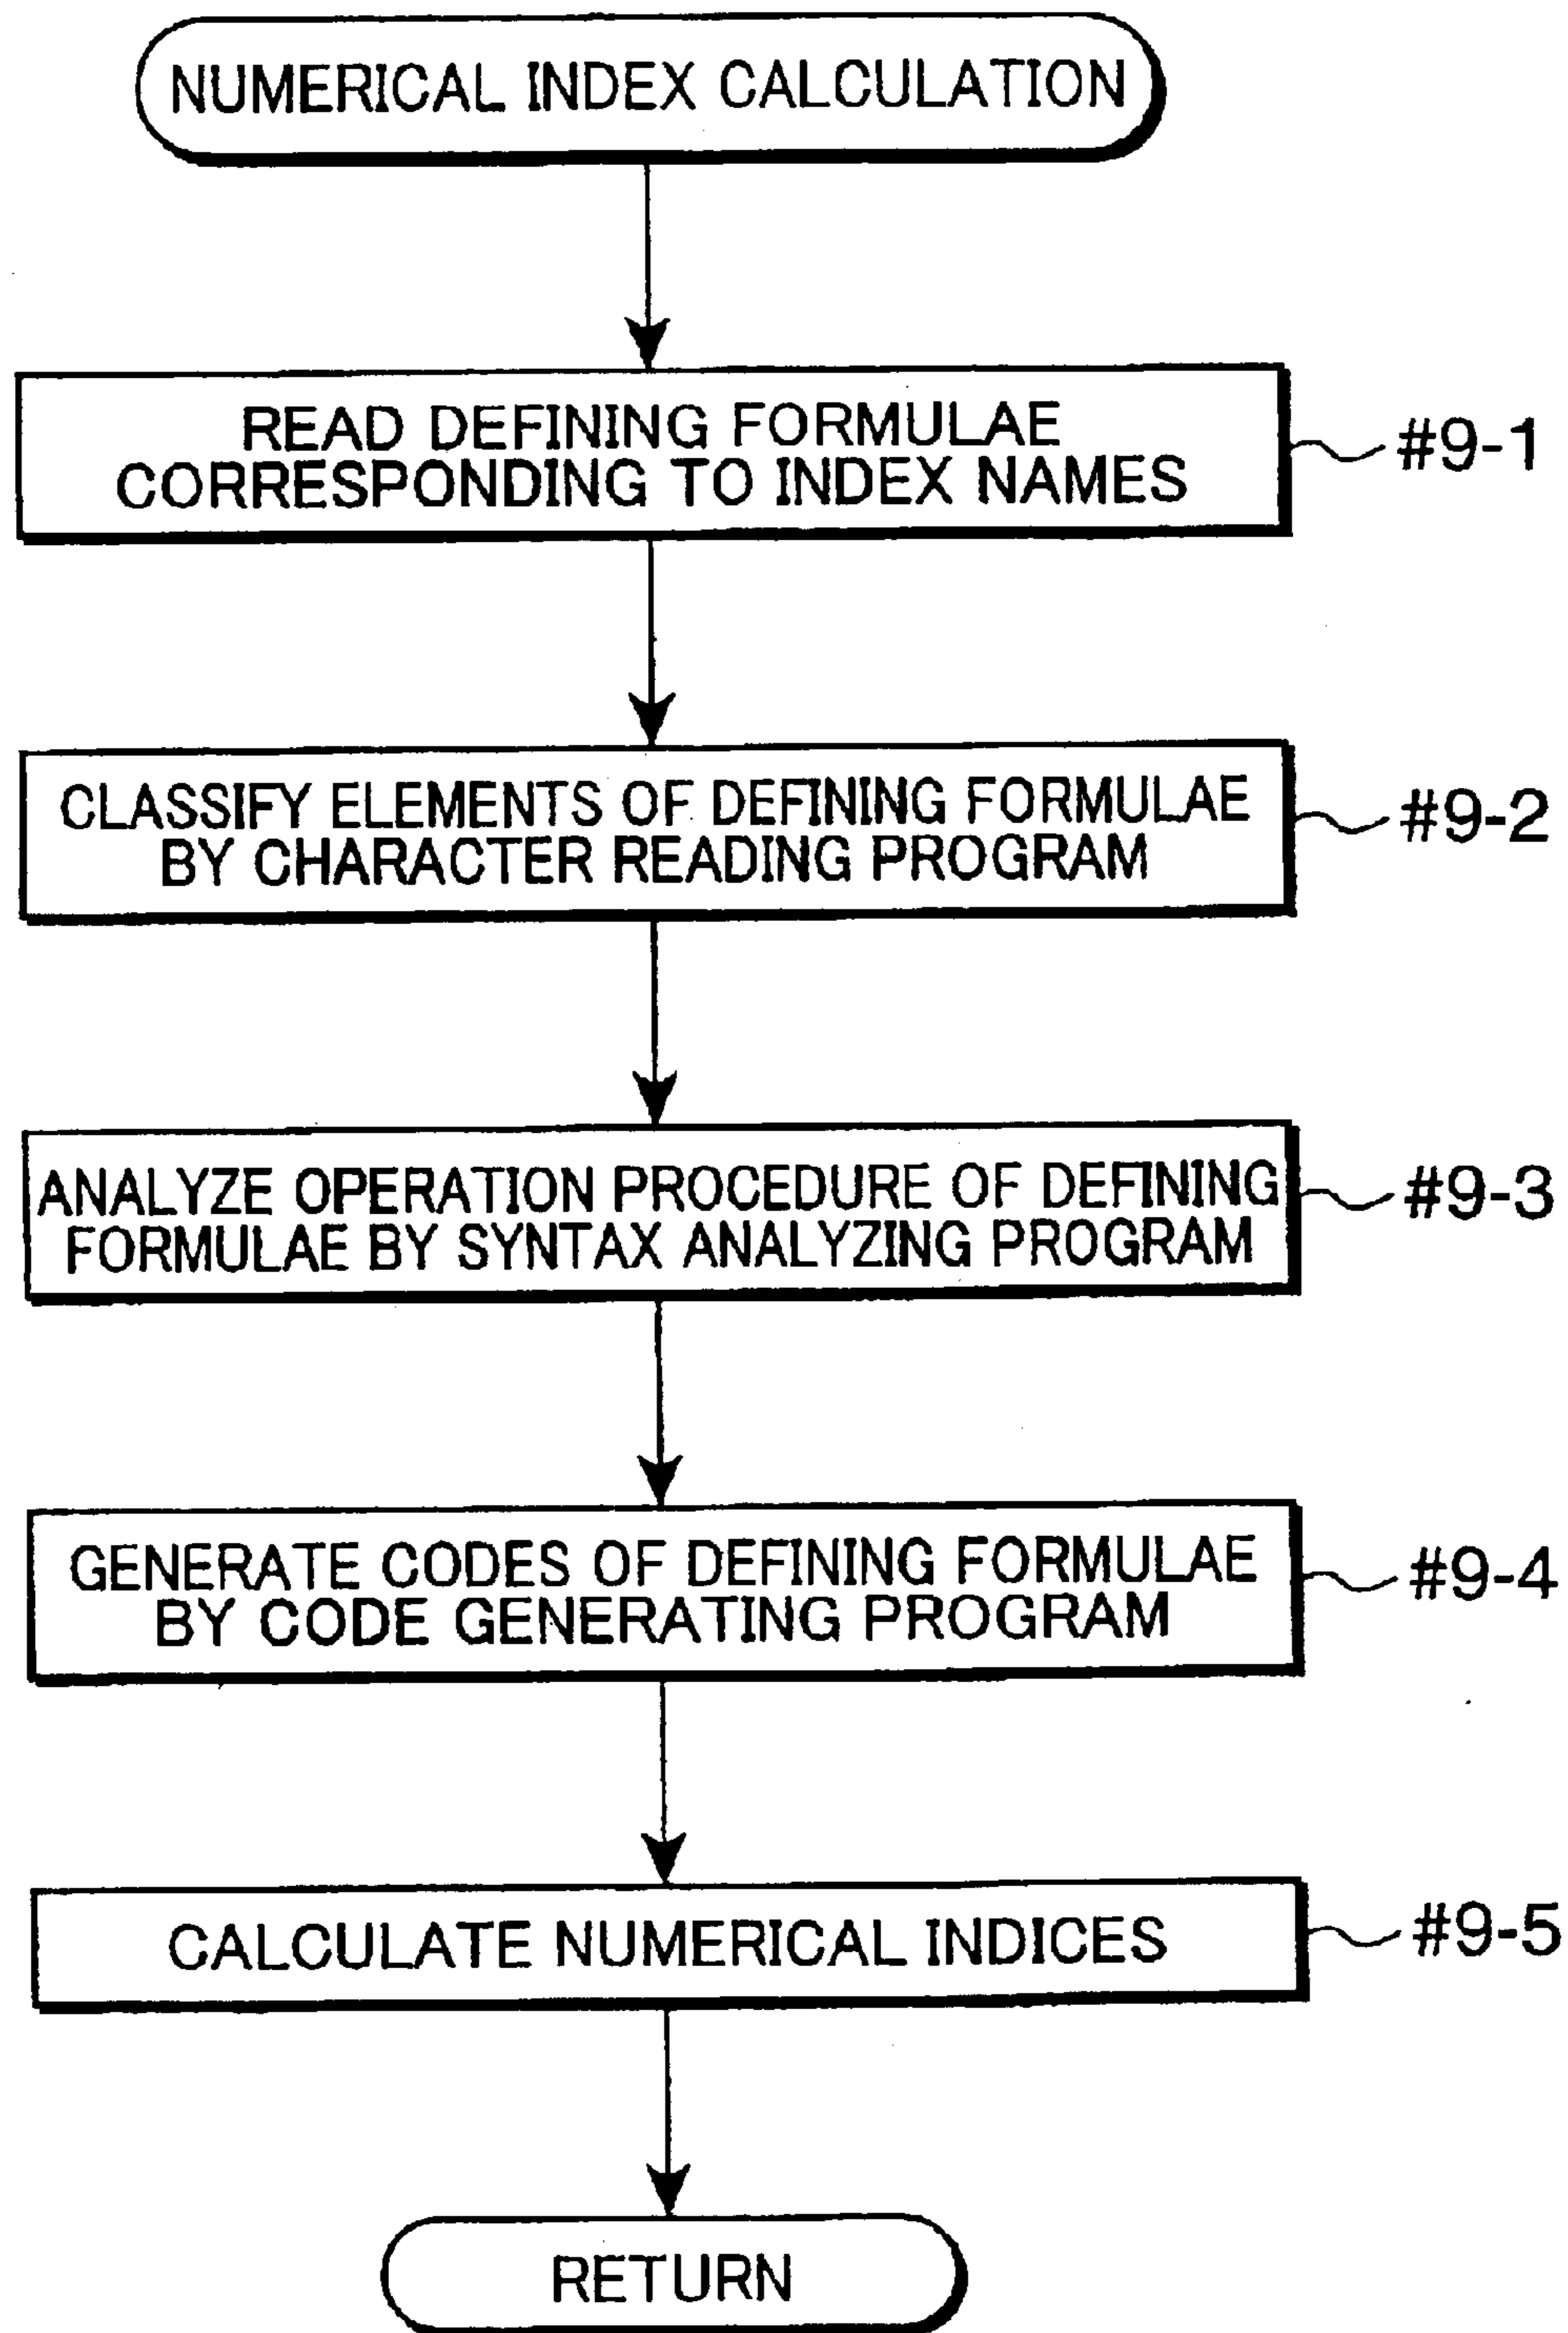 NUMERICAL INDEX CALCULATION
READ DEFINING FORMULAE
CORRESPONDING TO INDEX NAMES
#9-1
CLASSIFY ELEMENTS OF DEFINING FORMULAE
BY CHARACTER READING PROGRAM
#9-2
ANALYZE OPERATION PROCEDURE OF DEFINING
FORMULAE BY SYNTAX ANALYZING PROGRAM
#9-3
GENERATE CODES OF DEFINING FORMULAE
BY CODE GENERATING PROGRAM
#9-4
CALCULATE NUMERICAL INDICES
#9-5
RETURN